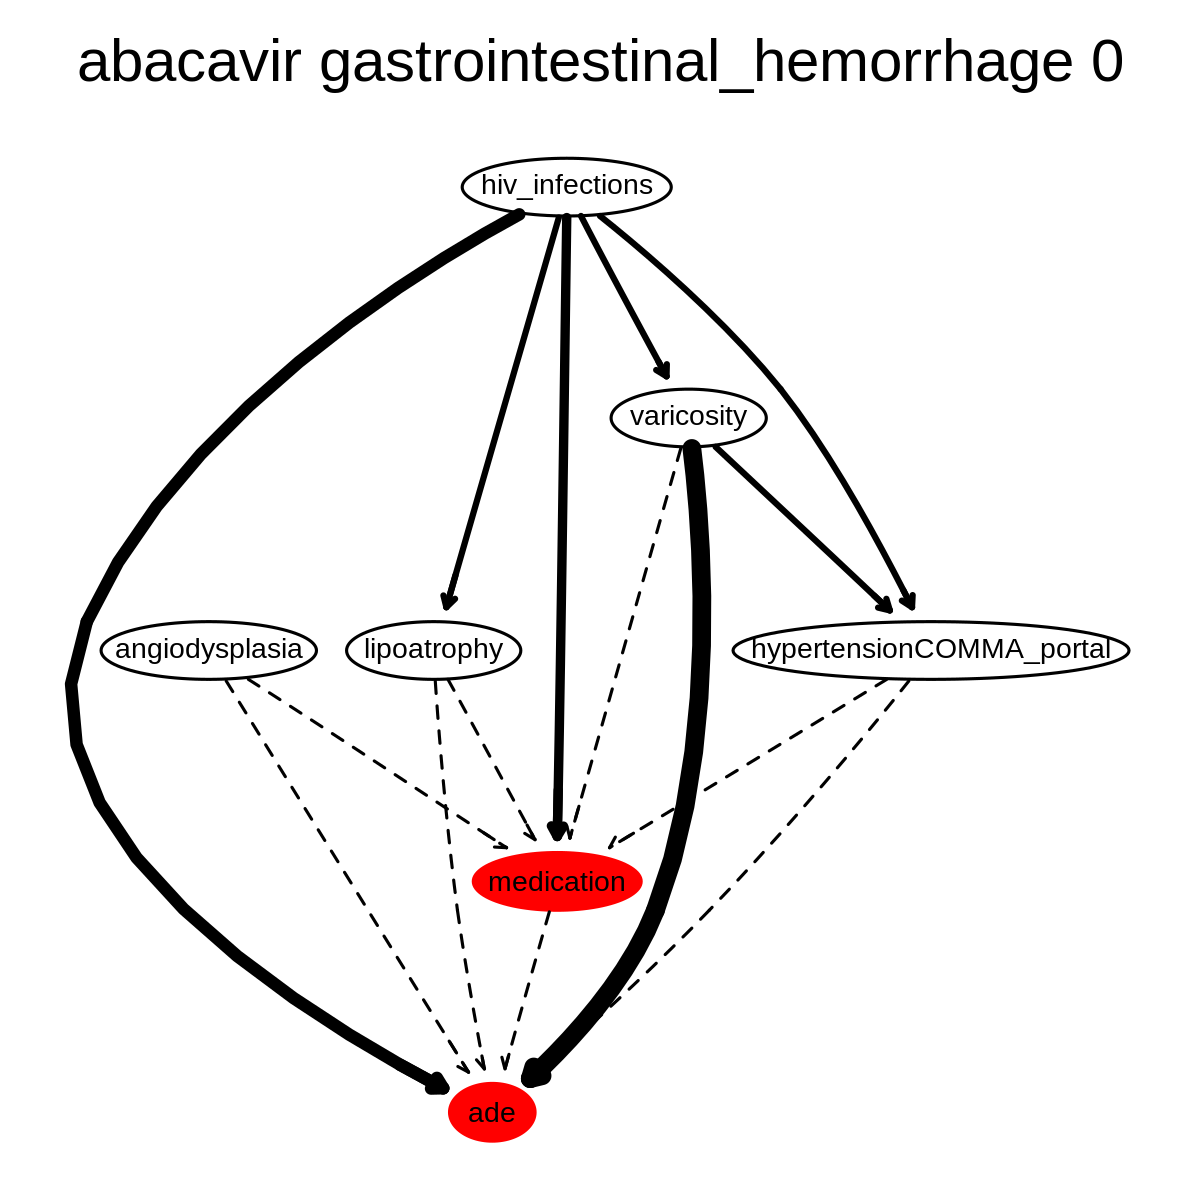 abacavir gastrointestinal_hemorrhage 0
hiv_infections
varicosity
angiodysplasia
lipoatrophy
hypertensionCOMMA_portal
medication
ade